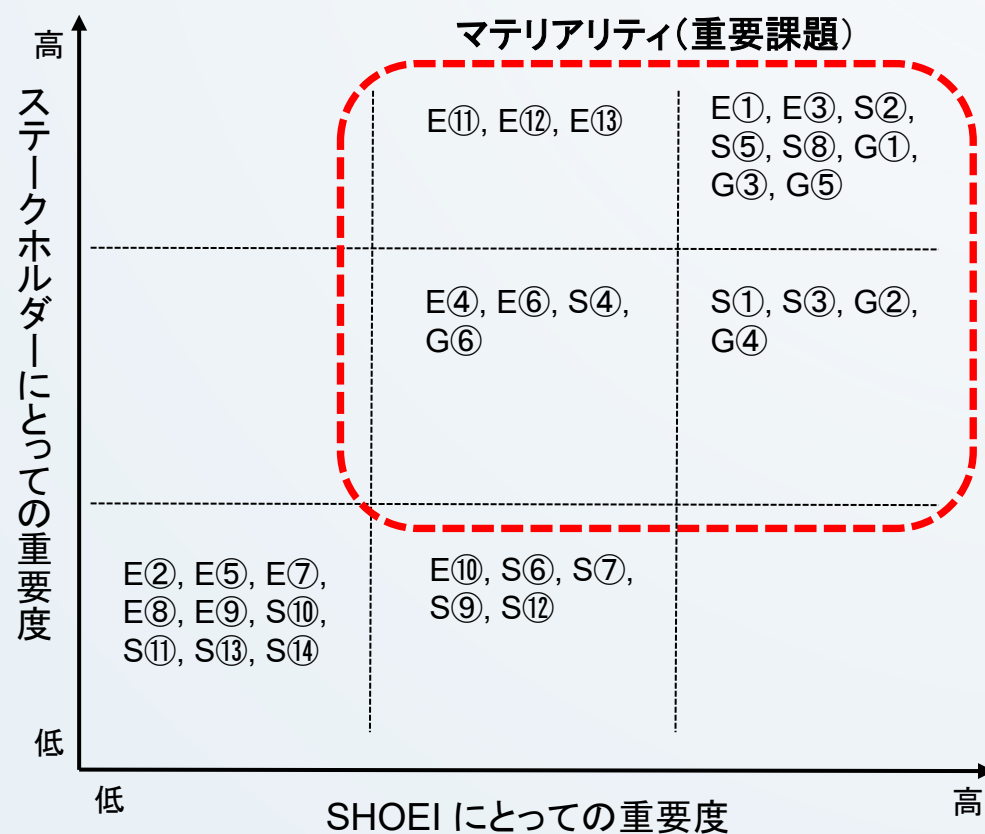 マテリアリティ(重要課題)
高
ステークホルダーにとっての重要度
E⑪, E⑫, E⑬
E①, E③, S②,
S⑤, S⑧, G①,
G③, G⑤
E④, E⑥, S④,
G⑥
S①, S③, G②,
G④
E②, E⑤, E⑦,
E⑧, E⑨, S⑩,
S⑪, S⑬, S⑭
E⑩, S⑥, S⑦,
S⑨, S⑫
低
低
SHOEI にとっての重要度
高